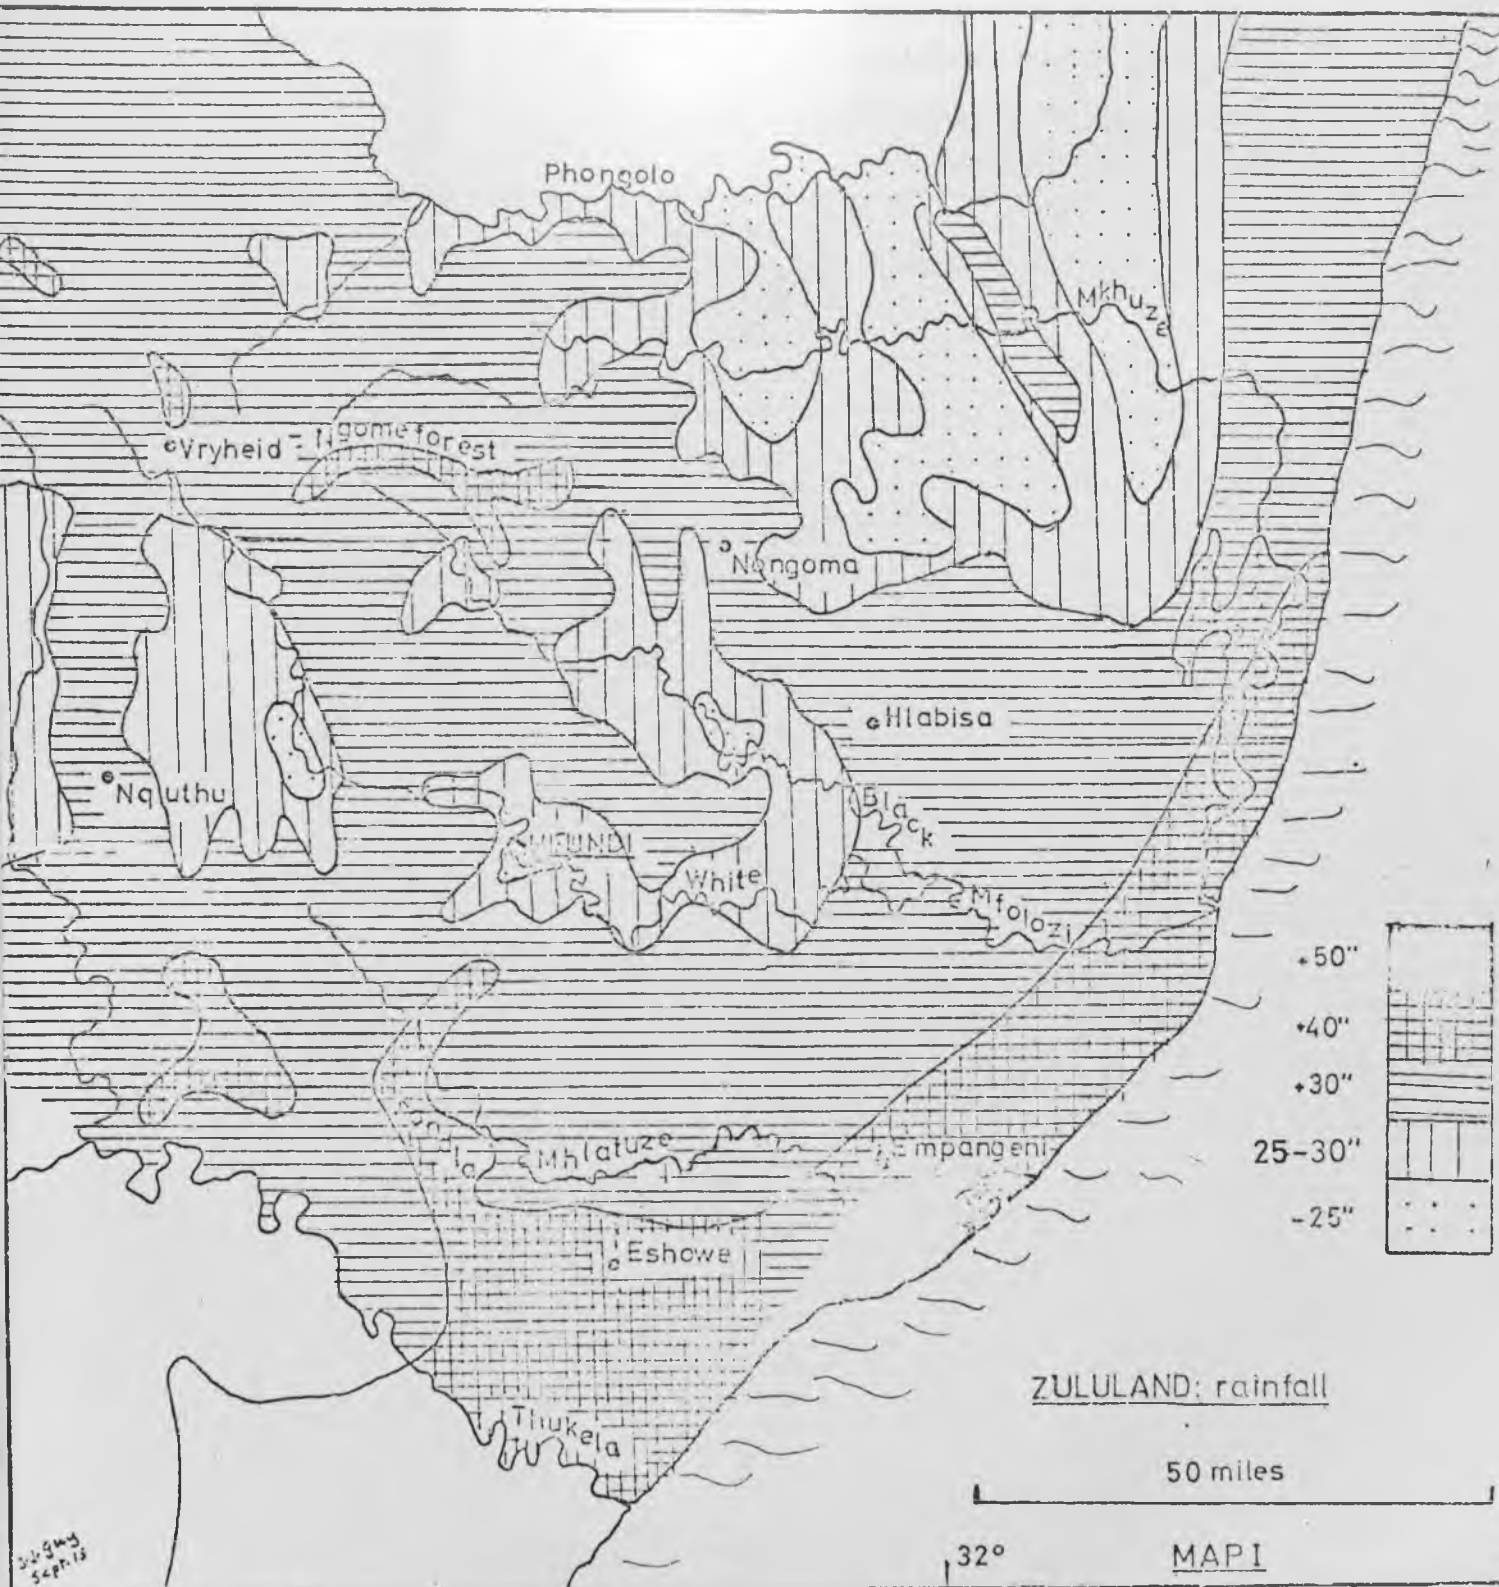 Phongolo
Mkhuze
Vryheid
Ngome forest
Nongoma
Hlabisa
Nquthu
Black
White
Mfolozi
+50"
+40"
+30"
25-30"
-25"
Mhlatuze
Empangeni
Eshowe
Thukela
ZULULAND: rainfall
50 miles
32°
MAP I